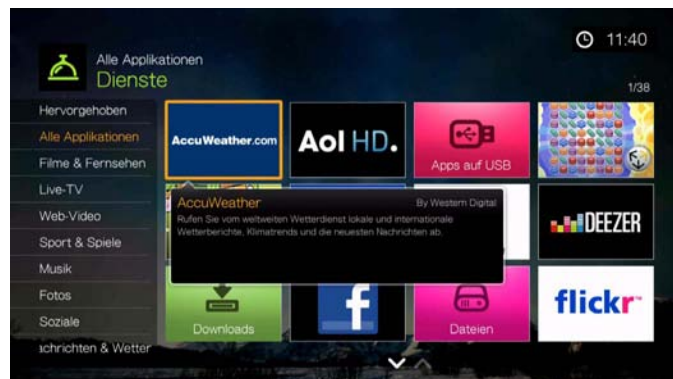 11:40
Alle Applikationen
Dienste
1/38
Hervorgehoben
Alle Applikationen
Filme & Fernsehen
Live-TV
Web-Video
Sport & Spiele
Musik
Fotos
Soziale
achrichten & Wetter
AccuWeather.com
Aol HD.
Apps auf USB
AccuWeather
By Western Digital
Rufen Sie vom weltweiten Wetterdienst lokale und internationale
Wetterberichte, Klimatrends und die neuesten Nachrichten ab.
DEEZER
Downloads
f
Dateien
flickr